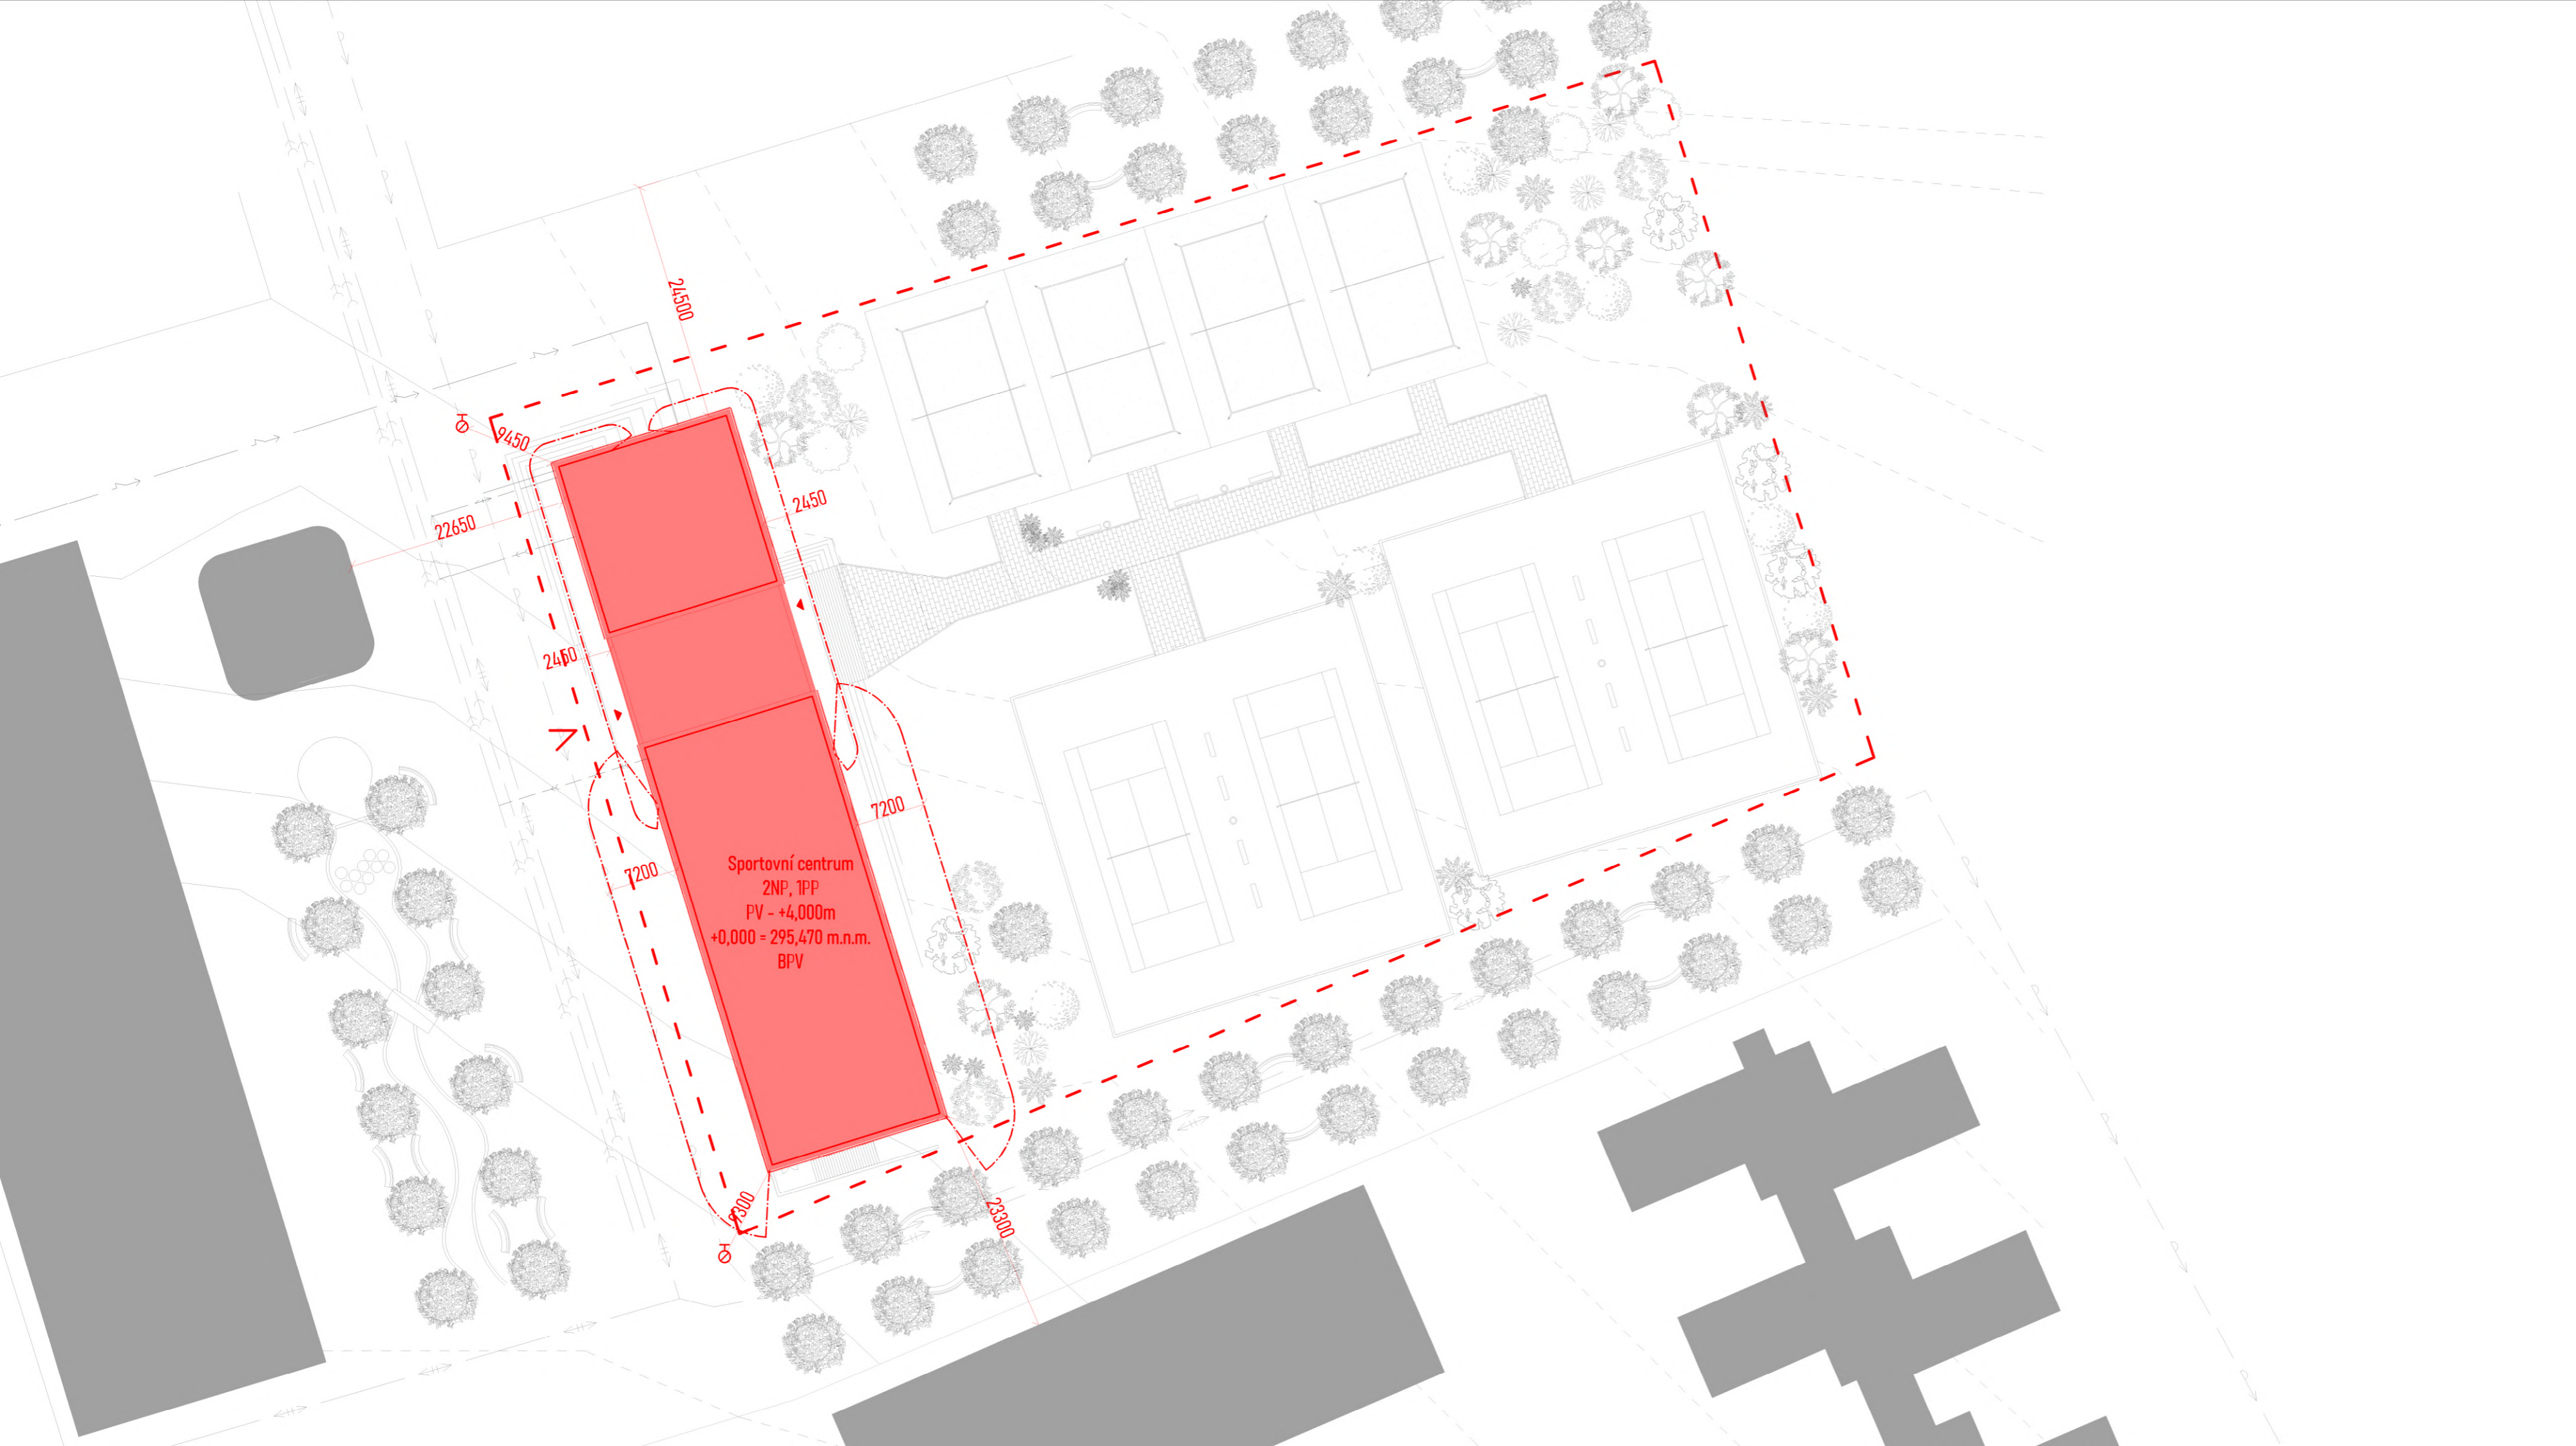 24500
9450
2450
22650
2450
7200
7200
Sportovní centrum
2NP, 1PP
PV - +4,000m
+0,000 = 295,470 m.n.m.
BPV
23300